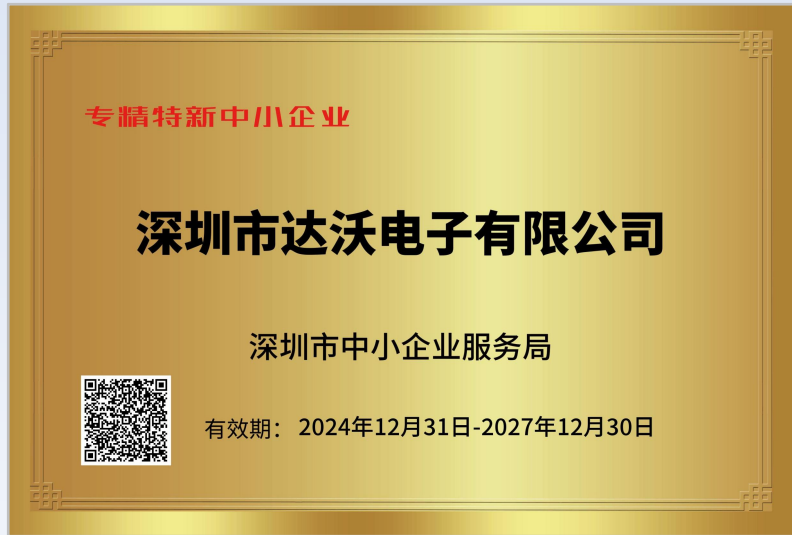 专精特新中小企业
深圳市达沃电子有限公司
深圳市中小企业服务局
有效期： 2024年12月31日-2027年12月30日